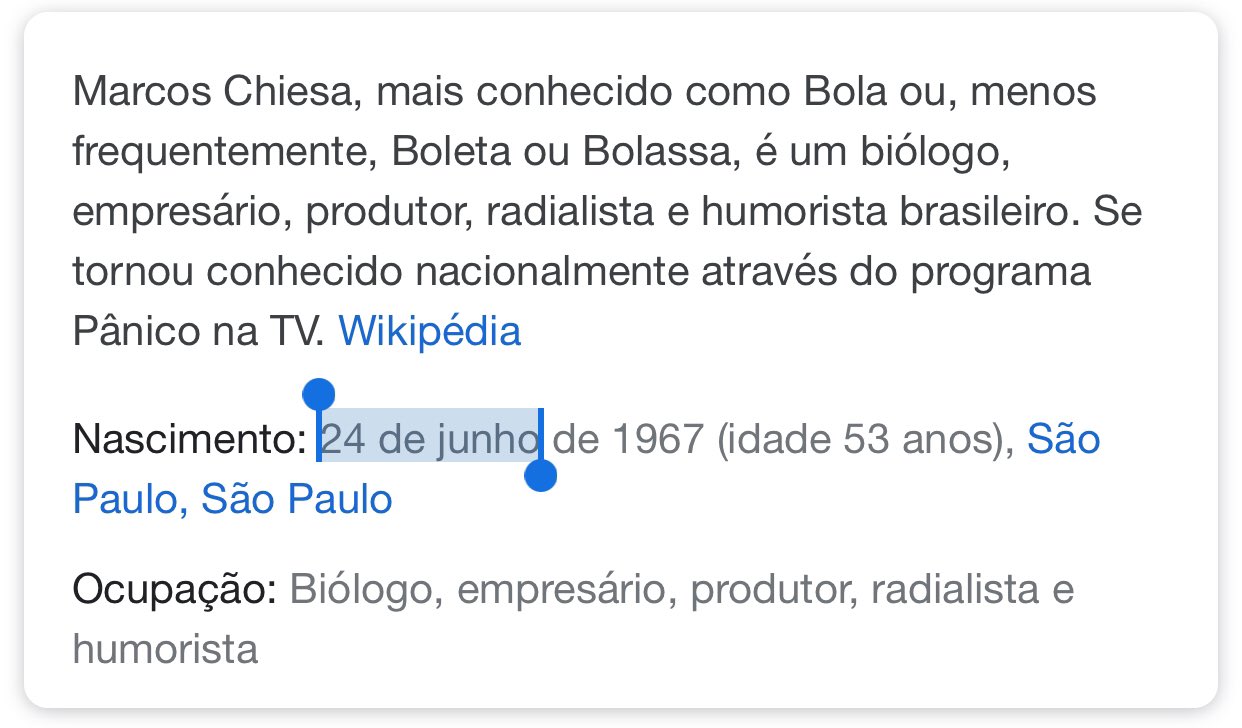 Marcos Chiesa, mais conhecido como Bola ou, menos
frequentemente, Boleta ou Bolassa, é um biólogo,
empresário, produtor, radialista e humorista brasileiro. Se
tornou conhecido nacionalmente através do programa
Pânico na TV. Wikipédia
Nascimento: 24 de junho de 1967 (idade 53 anos), São
Paulo, São Paulo
Ocupação: Biólogo, empresário, produtor, radialista e
humorista